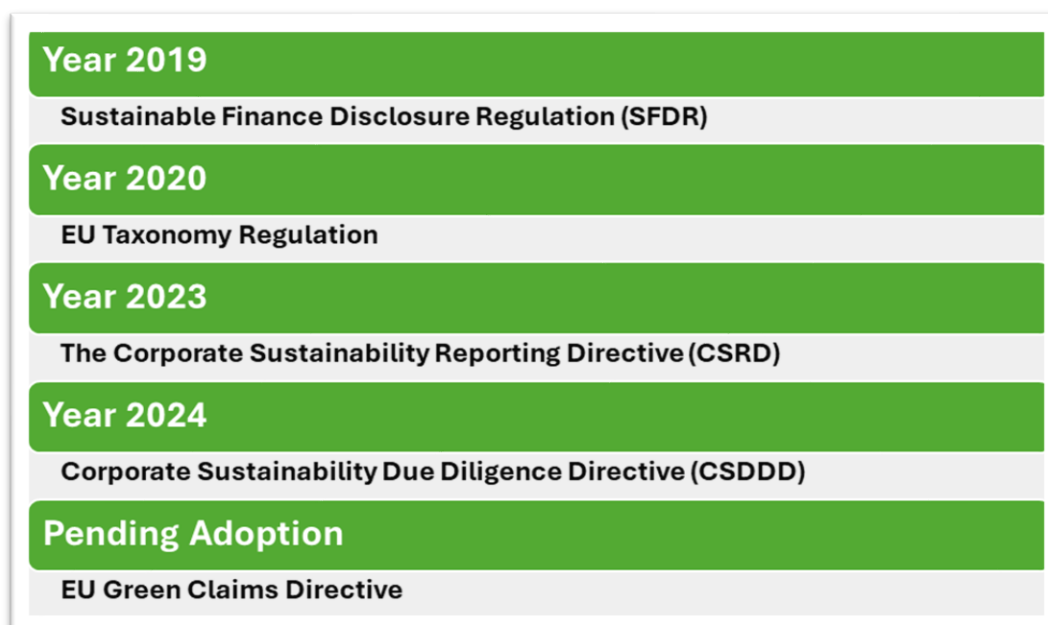 Year 2019
Sustainable Finance Disclosure Regulation (SFDR)
Year 2020
EU Taxonomy Regulation
Year 2023
The Corporate Sustainability Reporting Directive (CSRD)
Year 2024
Corporate Sustainability Due Diligence Directive (CSDDD)
Pending Adoption
EU Green Claims Directive